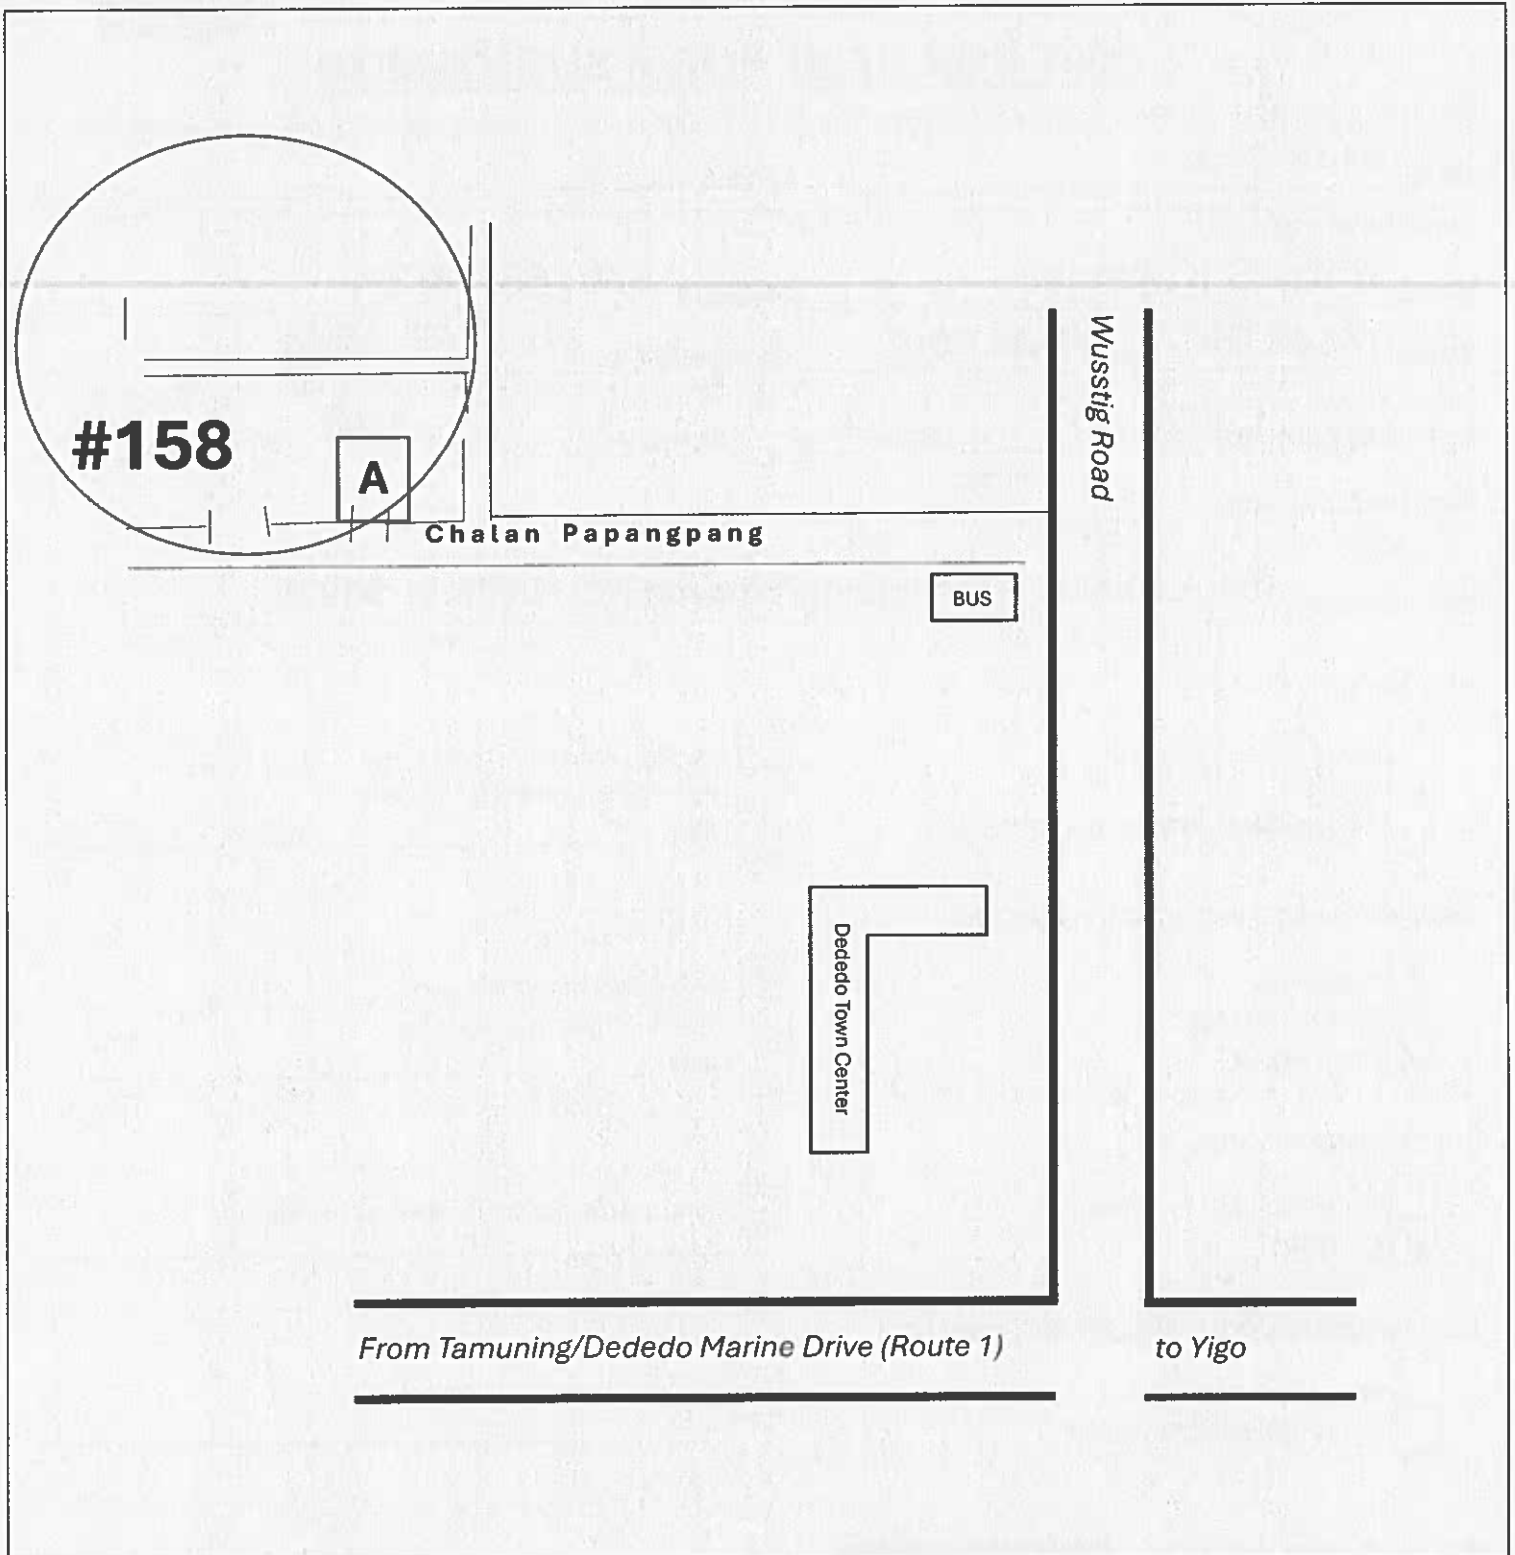 Wusstig Road
#158
A
Chalan Papangpang
BUS
Dededo Town Center
From Tamuning/Dededo Marine Drive (Route 1)
to Yigo